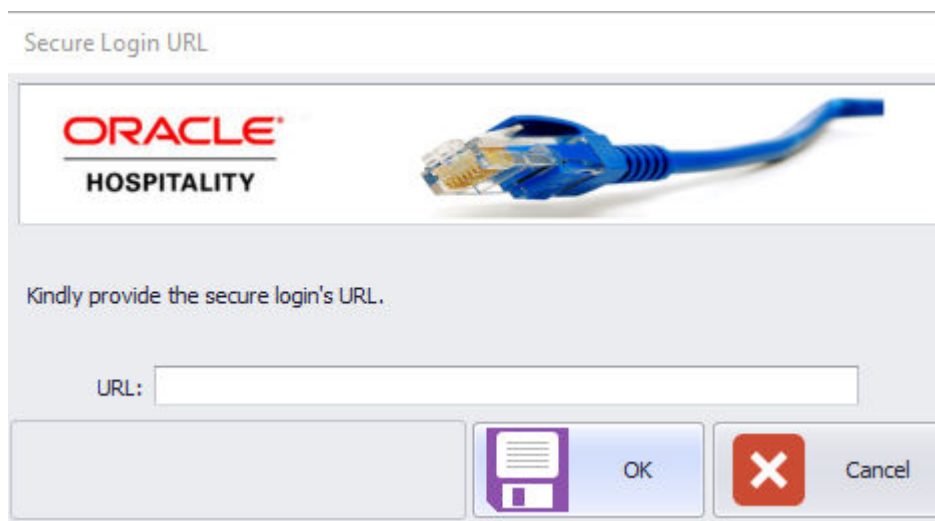 Secure Login URL
ORACLE
HOSPITALITY
Kindly provide the secure login's URL.
URL:
OK
Cancel